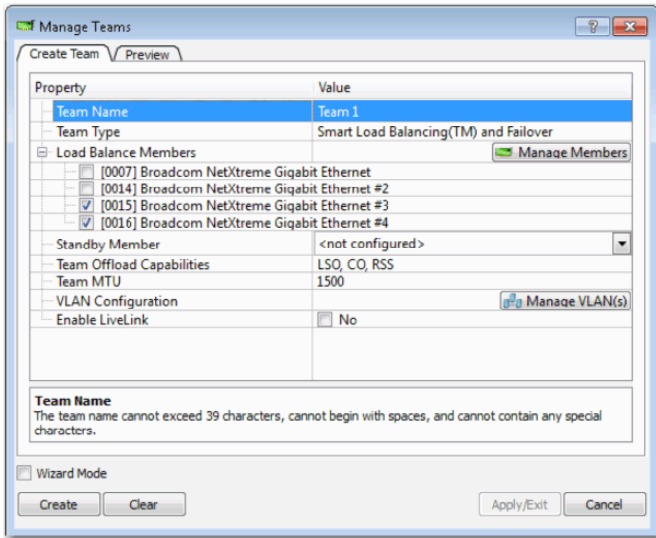 Manage Teams
Create Team
Preview
Property Value
Team Name Team 1
Team Type Smart Load Balancing(TM) and Failover
Load Balance Members Manage Members
[0007] Broadcom NetXtreme Gigabit Ethernet
[0014] Broadcom NetXtreme Gigabit Ethernet #2
[0015] Broadcom NetXtreme Gigabit Ethernet #3
[0016] Broadcom NetXtreme Gigabit Ethernet #4
Standby Member <not configured>
Team Offload Capabilities LSO, CO, RSS
Team MTU 1500
VLAN Configuration Manage VLAN(s)
Enable LiveLink No
Team Name
The team name cannot exceed 39 characters, cannot begin with spaces, and cannot contain any special
characters.
Wizard Mode
Create Clear Apply/Exit Cancel